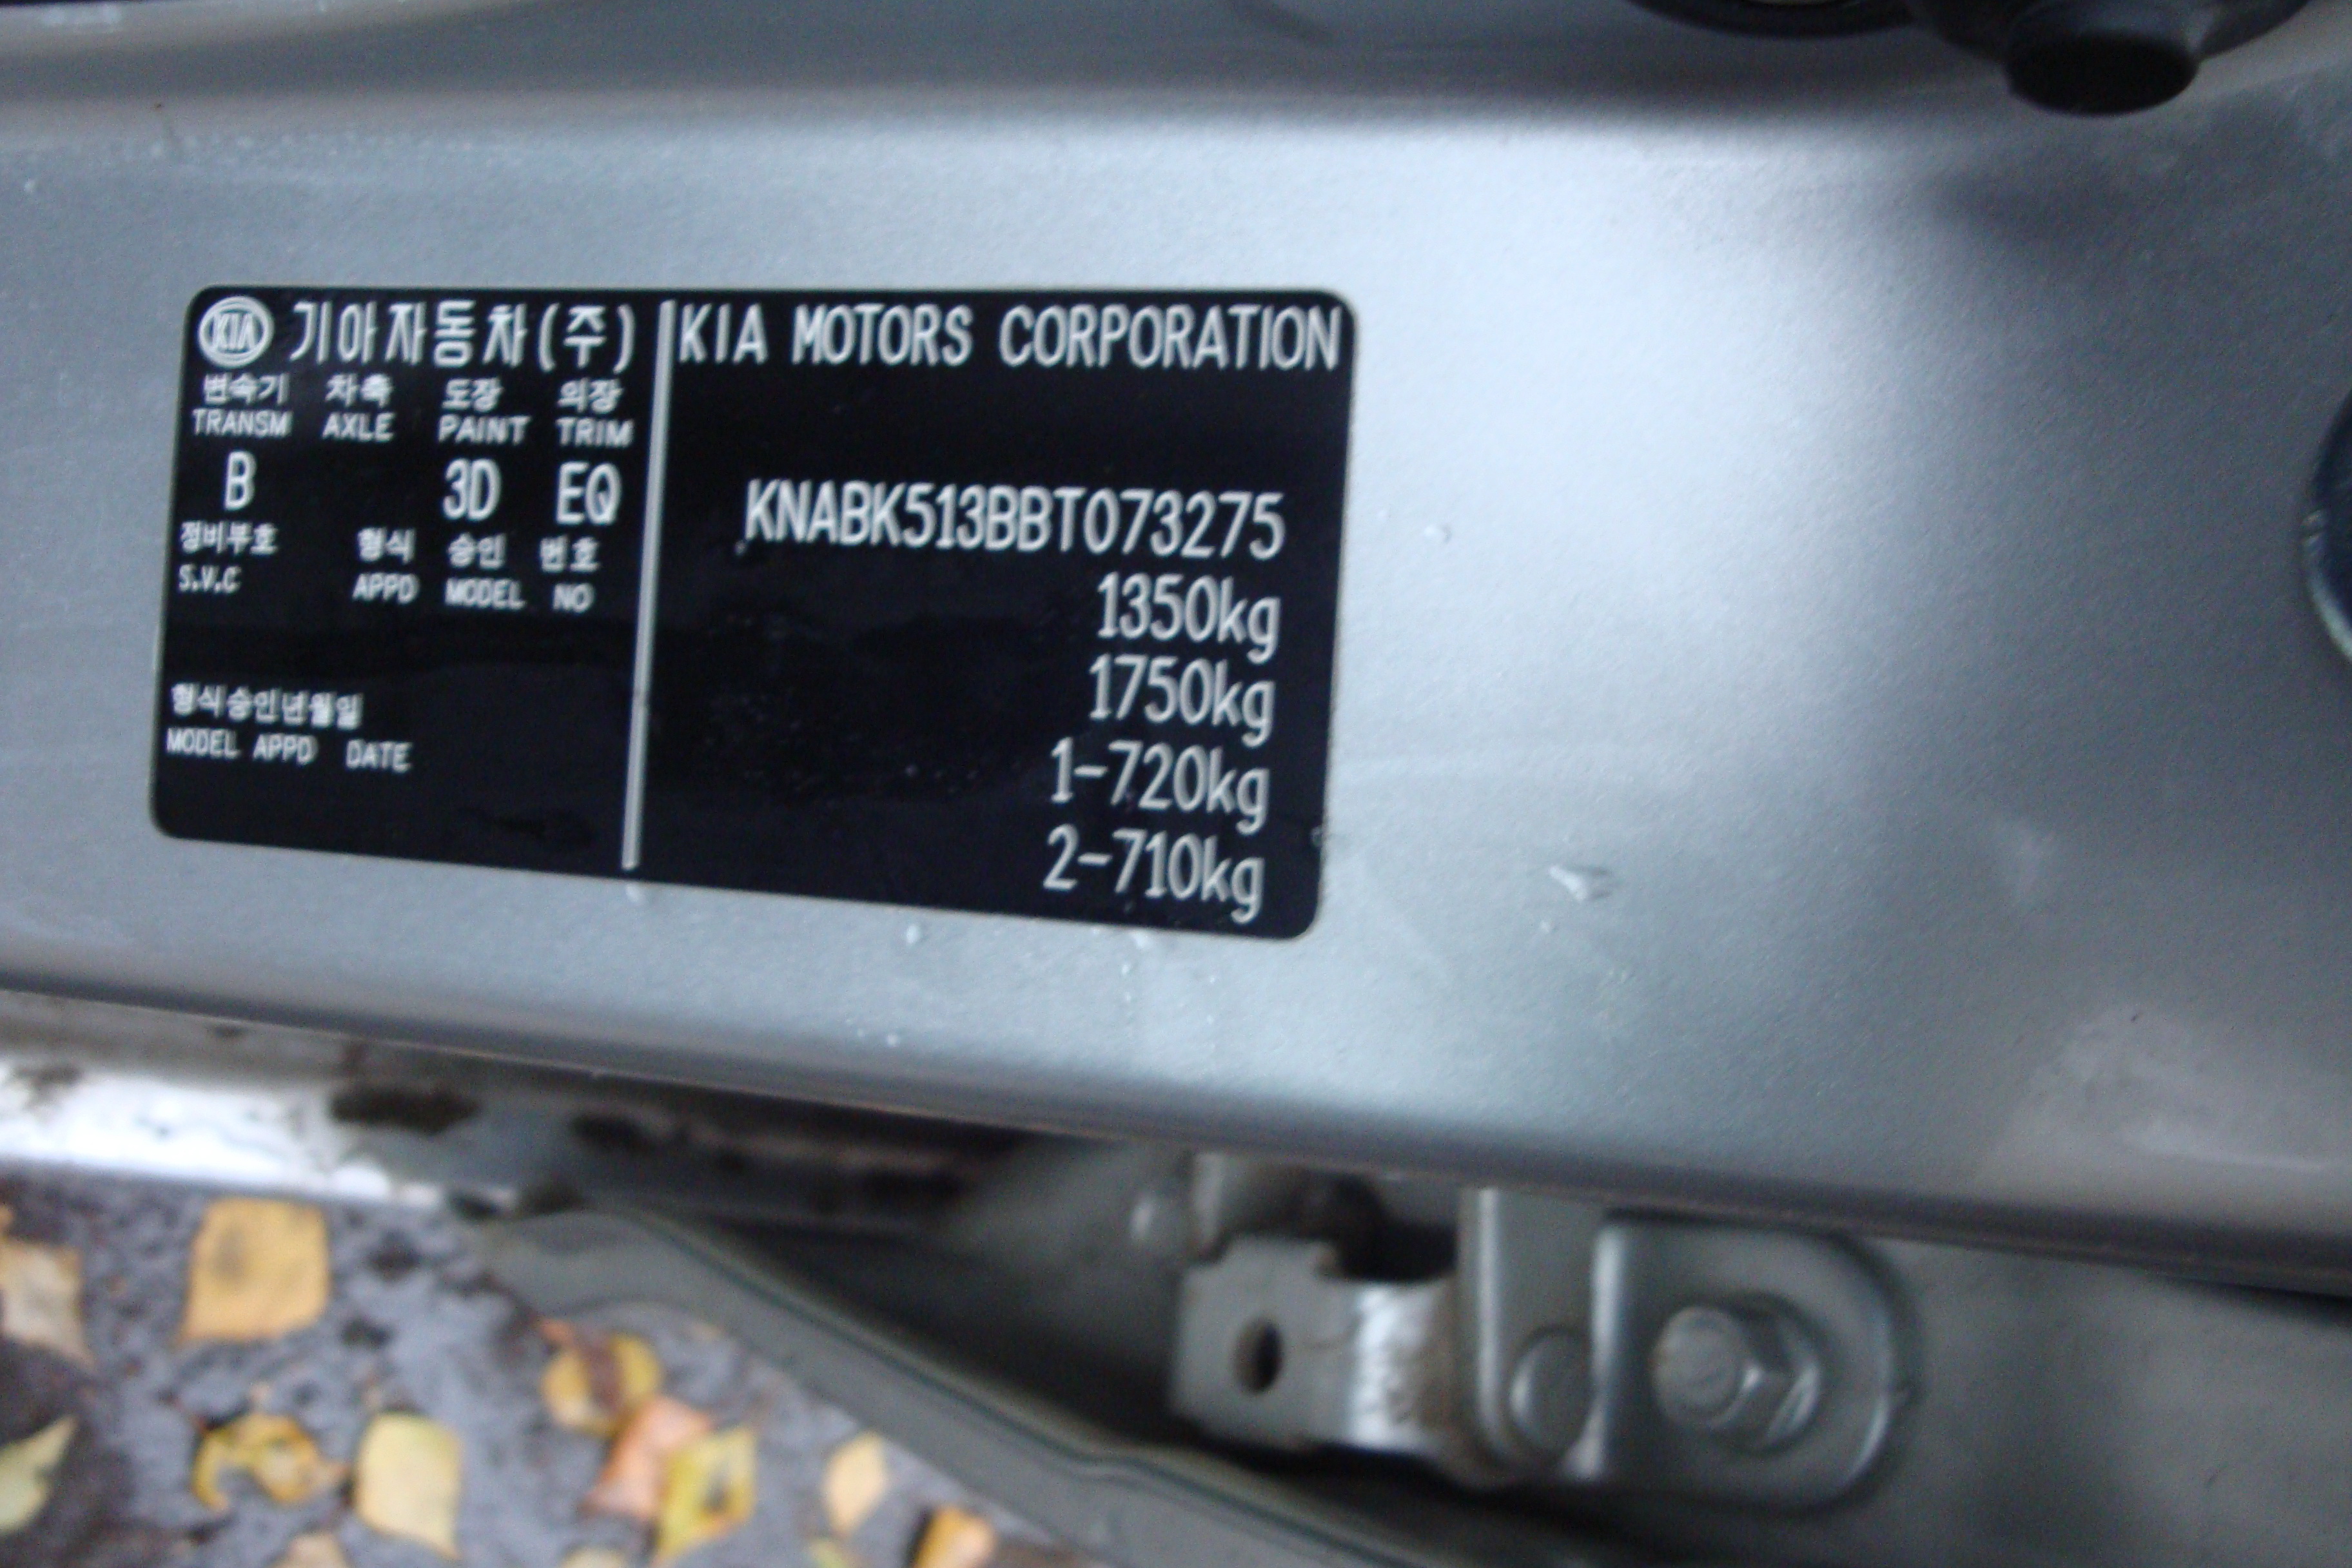 KIA 기아자동차(주)
변속기 차축 도장 의장
TRANSM AXLE PAINT TRIM
B 3D EQ
정비부호 형식 승인 번호
S.V.C APPD MODEL NO
형식승인년월일
MODEL APPD DATE
KIA MOTORS CORPORATION
KNABK513BBT073275
1350kg
1750kg
1-720kg
2-710kg